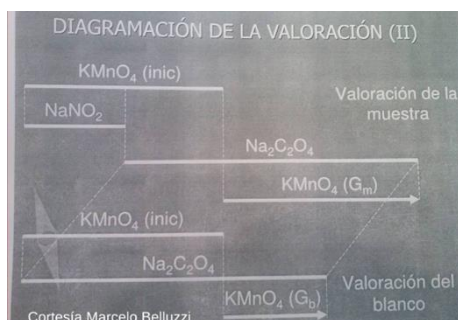 DIAGRAMACIÓN DE LA VALORACIÓN (II)
KMnO₄ (inic)
NaNO₂
Valoración de la
muestra
Na₂C₂O₄
KMnO₄ (Gₘ)
KMnO₄ (inic)
Na₂C₂O₄
KMnO₄ (G_b)
Valoración del
blanco
Cortesía Marcelo Belluzzi